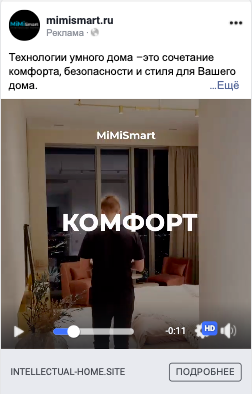 MiMiSmart
mimismart.ru
Реклама ·
Технологии умного дома –это сочетание
комфорта, безопасности и стиля для Вашего
дома.
...Ещё
MiMiSmart
КОМФОРТ
-0:11
HD
INTELLECTUAL-HOME.SITE
ПОДРОБНЕЕ